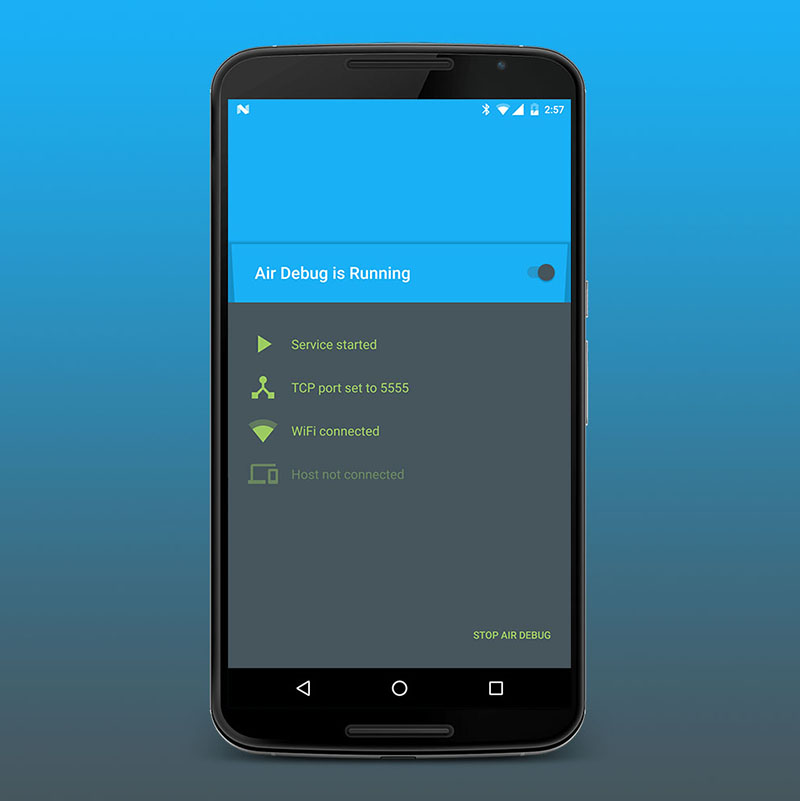 2:57
Air Debug is Running
Service started
TCP port set to 5555
WiFi connected
Host not connected
STOP AIR DEBUG